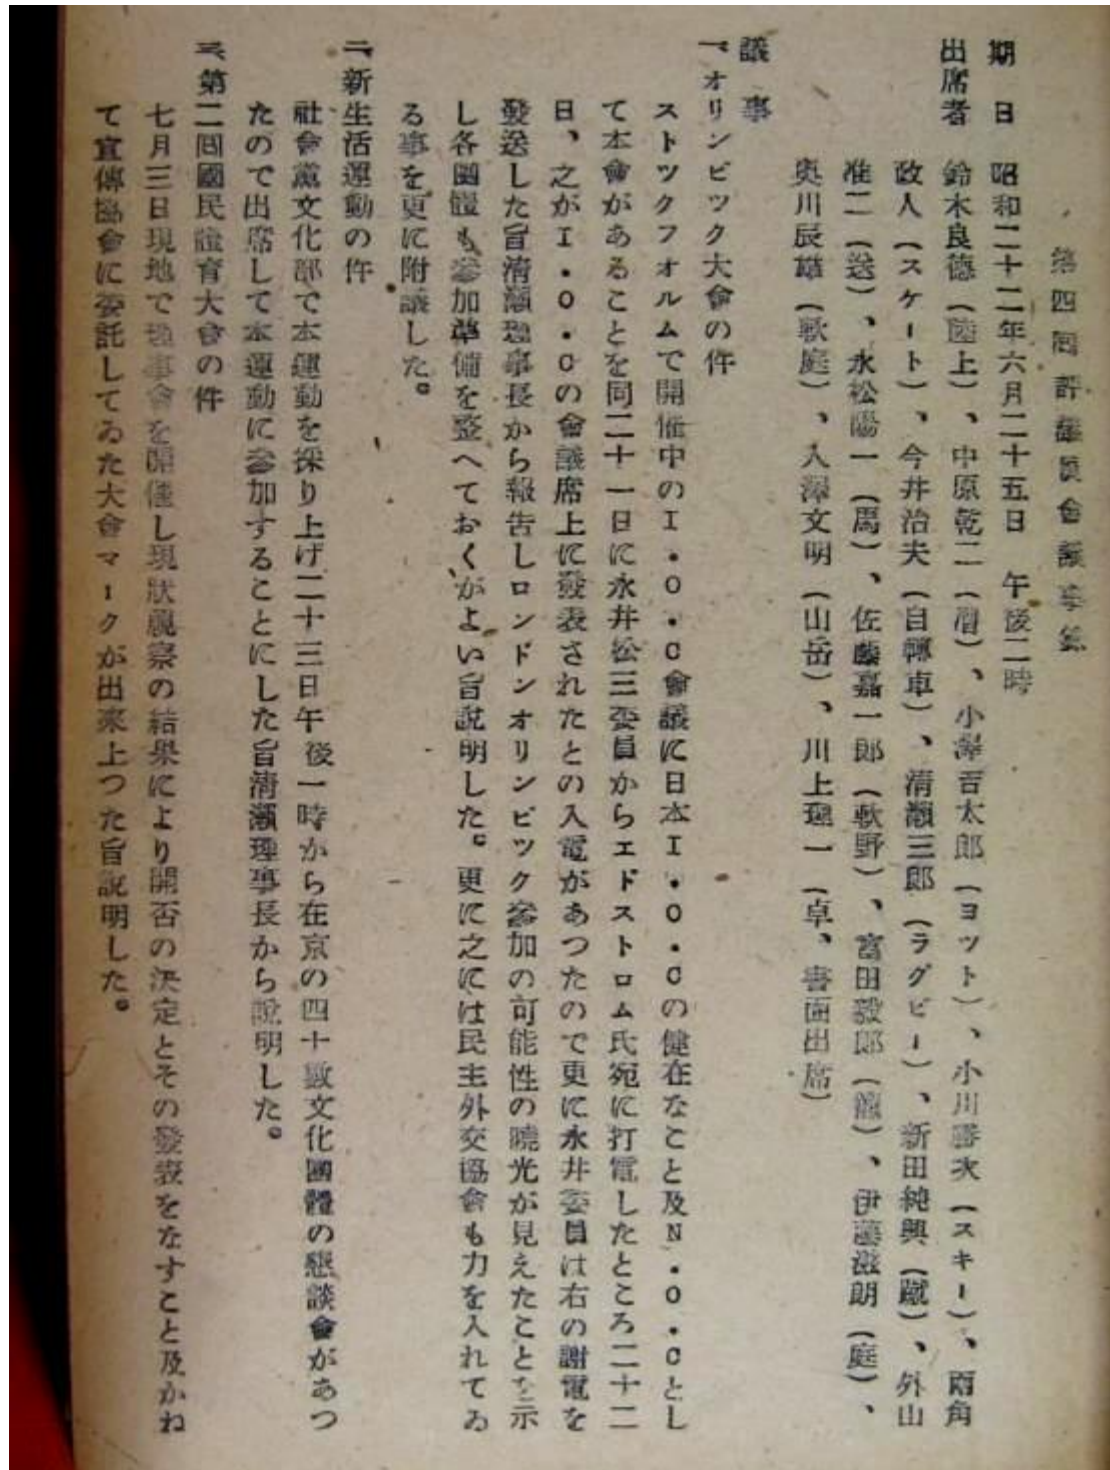 第四囘評議員會議事錄
期日 昭和二十二年六月二十五日 午後二時
出席者 鈴木良德(陸上)、中原乾二(漕)、小澤吾太郎(ヨット)、小川勝次(スキー)、兩角
政人(スケート)、今井治夫(自轉車)、清瀨三郎(ラグビー)、新田純興(蹴)、外山
准二(送)、永松陽一(馬)、佐藤嘉一郎(軟野)、富田毅郎(籠)、伊藤滋朗(庭)、
奧川辰雄(軟庭)、入澤文明(山岳)、川上理一(卓、書面出席)
議事
一、オリンピツク大會の件
ストツクフオルムで開催中のI・O・C會議に日本I・O・Cの健在なこと及N・O・Cとし
て本會があることを同二十一日に永井松三委員からエドストロム氏宛に打電したところ二十二
日、之がI・O・Cの會議席上に發表されたとの入電があつたので更に永井委員は右の謝電を
發送した旨清瀨理事長から報告しロンドンオリンピツク參加の可能性の曉光が見えたことを示
し各團體も參加準備を整へておくがよい旨説明した。更に之には民主外交協會も力を入れてゐ
る事を更に附議した。
二、新生活運動の件
社會黨文化部で本運動を採り上げ二十三日午後一時から在京の四十數文化團體の懇談會があつ
たので出席して本運動に參加することにした旨清瀨理事長から說明した。
三、第二囘國民體育大會の件
七月三日現地で理事會を開催し現狀視察の結果により開否の決定とその發表をなすこと及かね
て宣傳協會に委託してゐた大會マークが出來上つた旨說明した。